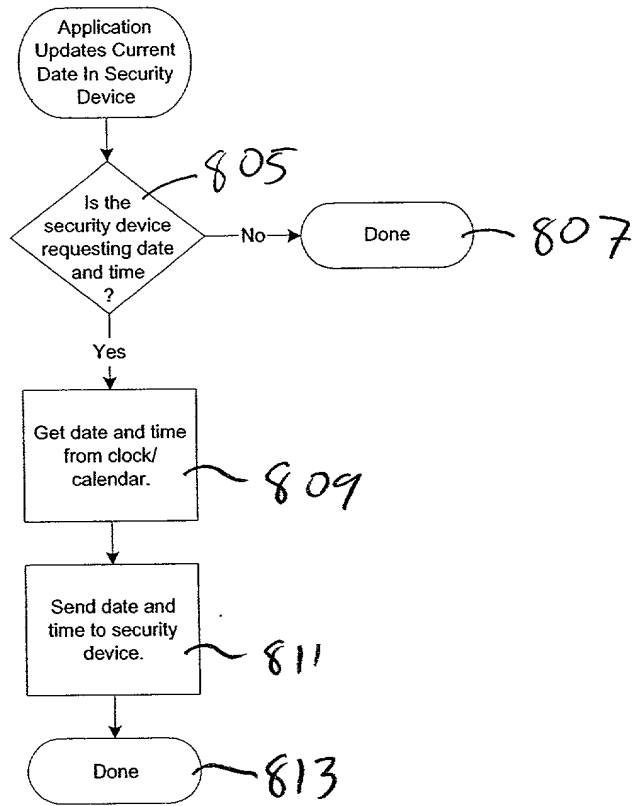 Application
Updates Current
Date In Security
Device
805
Is the
security device
requesting date
and time
?
No
Done
807
Yes
Get date and time
from clock/
calendar.
809
Send date and
time to security
device.
811
Done
813